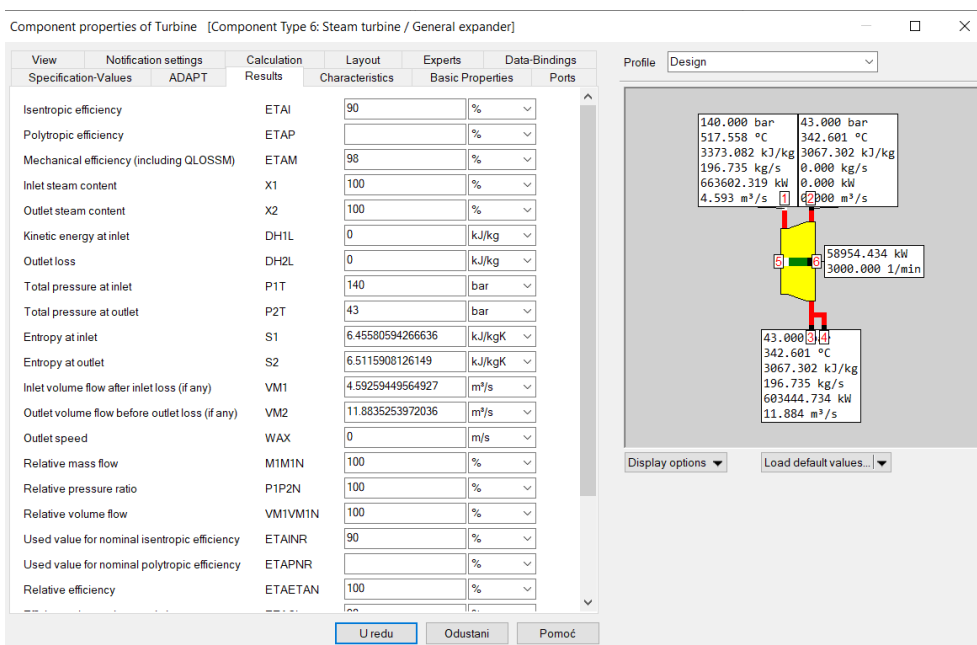 Component properties of Turbine [Component Type 6: Steam turbine / General expander]
View Notification settings Calculation Layout Experts Data-Bindings
Specification-Values ADAPT Results Characteristics Basic Properties Ports
Isentropic efficiency ETAI 90 %
Polytropic efficiency ETAP %
Mechanical efficiency (including QLOSSM) ETAM 98 %
Inlet steam content X1 100 %
Outlet steam content X2 100 %
Kinetic energy at inlet DH1L 0 kJ/kg
Outlet loss DH2L 0 kJ/kg
Total pressure at inlet P1T 140 bar
Total pressure at outlet P2T 43 bar
Entropy at inlet S1 6.45580594266636 kJ/kgK
Entropy at outlet S2 6.5115908126149 kJ/kgK
Inlet volume flow after inlet loss (if any) VM1 4.59259449564927 m³/s
Outlet volume flow before outlet loss (if any) VM2 11.8835253972036 m³/s
Outlet speed WAX 0 m/s
Relative mass flow M1M1N 100 %
Relative pressure ratio P1P2N 100 %
Relative volume flow VM1VM1N 100 %
Used value for nominal isentropic efficiency ETAINR 90 %
Used value for nominal polytropic efficiency ETAPNR %
Relative efficiency ETAETAN 100 %
U redu Odustani Pomoć
Profile Design
140.000 bar 43.000 bar
517.558 °C 342.601 °C
3373.082 kJ/kg 3067.302 kJ/kg
196.735 kg/s 0.000 kg/s
663602.319 kW 0.000 kW
4.593 m³/s 1 2 000 m³/s
58954.434 kW
5 6 3000.000 1/min
43.000 3 4
342.601 °C
3067.302 kJ/kg
196.735 kg/s
603444.734 kW
11.884 m³/s
Display options Load default values...